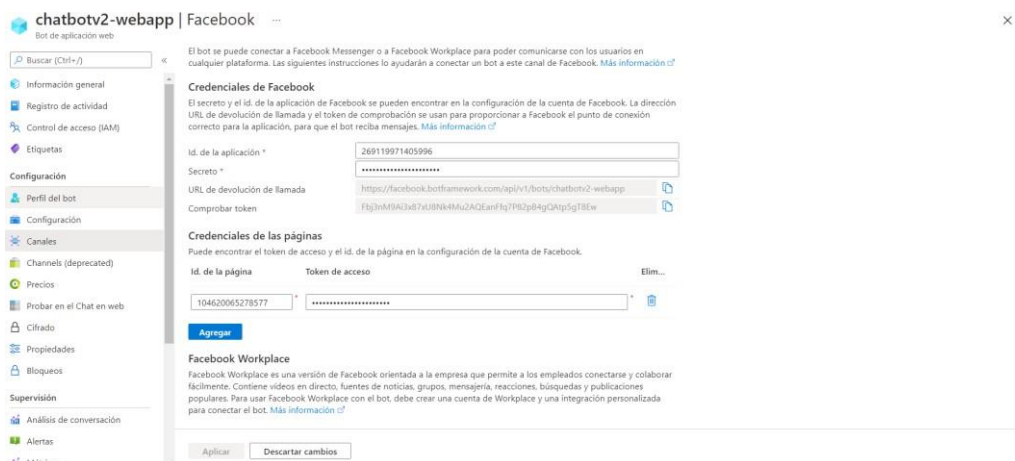 chatbotv2-webapp | Facebook ...
Bot de aplicación web
Buscar (Ctrl+/)
«
Información general
Registro de actividad
Control de acceso (IAM)
Etiquetas
Configuración
Perfil del bot
Configuración
Canales
Channels (deprecated)
Precios
Probar en el Chat en web
Cifrado
Propiedades
Bloqueos
Supervisión
Análisis de conversación
Alertas
El bot se puede conectar a Facebook Messenger o a Facebook Workplace para poder comunicarse con los usuarios en
cualquier plataforma. Las siguientes instrucciones lo ayudarán a conectar un bot a este canal de Facebook. Más información
Credenciales de Facebook
El secreto y el id. de la aplicación de Facebook se pueden encontrar en la configuración de la cuenta de Facebook. La dirección
URL de devolución de llamada y el token de comprobación se usan para proporcionar a Facebook el punto de conexión
correcto para la aplicación, para que el bot reciba mensajes. Más información
Id. de la aplicación * 269119971405996
Secreto *
URL de devolución de llamada https://facebook.botframework.com/api/v1/bots/chatbotv2-webapp
Comprobar token
Credenciales de las páginas
Puede encontrar el token de acceso y el id. de la página en la configuración de la cuenta de Facebook.
Id. de la página Token de acceso Elim...
104620065278577 * *
Agregar
Facebook Workplace
Facebook Workplace es una versión de Facebook orientada a la empresa que permite a los empleados conectarse y colaborar
fácilmente. Contiene vídeos en directo, fuentes de noticias, grupos, mensajería, reacciones, búsquedas y publicaciones
populares. Para usar Facebook Workplace con el bot, debe crear una cuenta de Workplace y una integración personalizada
para conectar el bot. Más información
Aplicar Descartar cambios